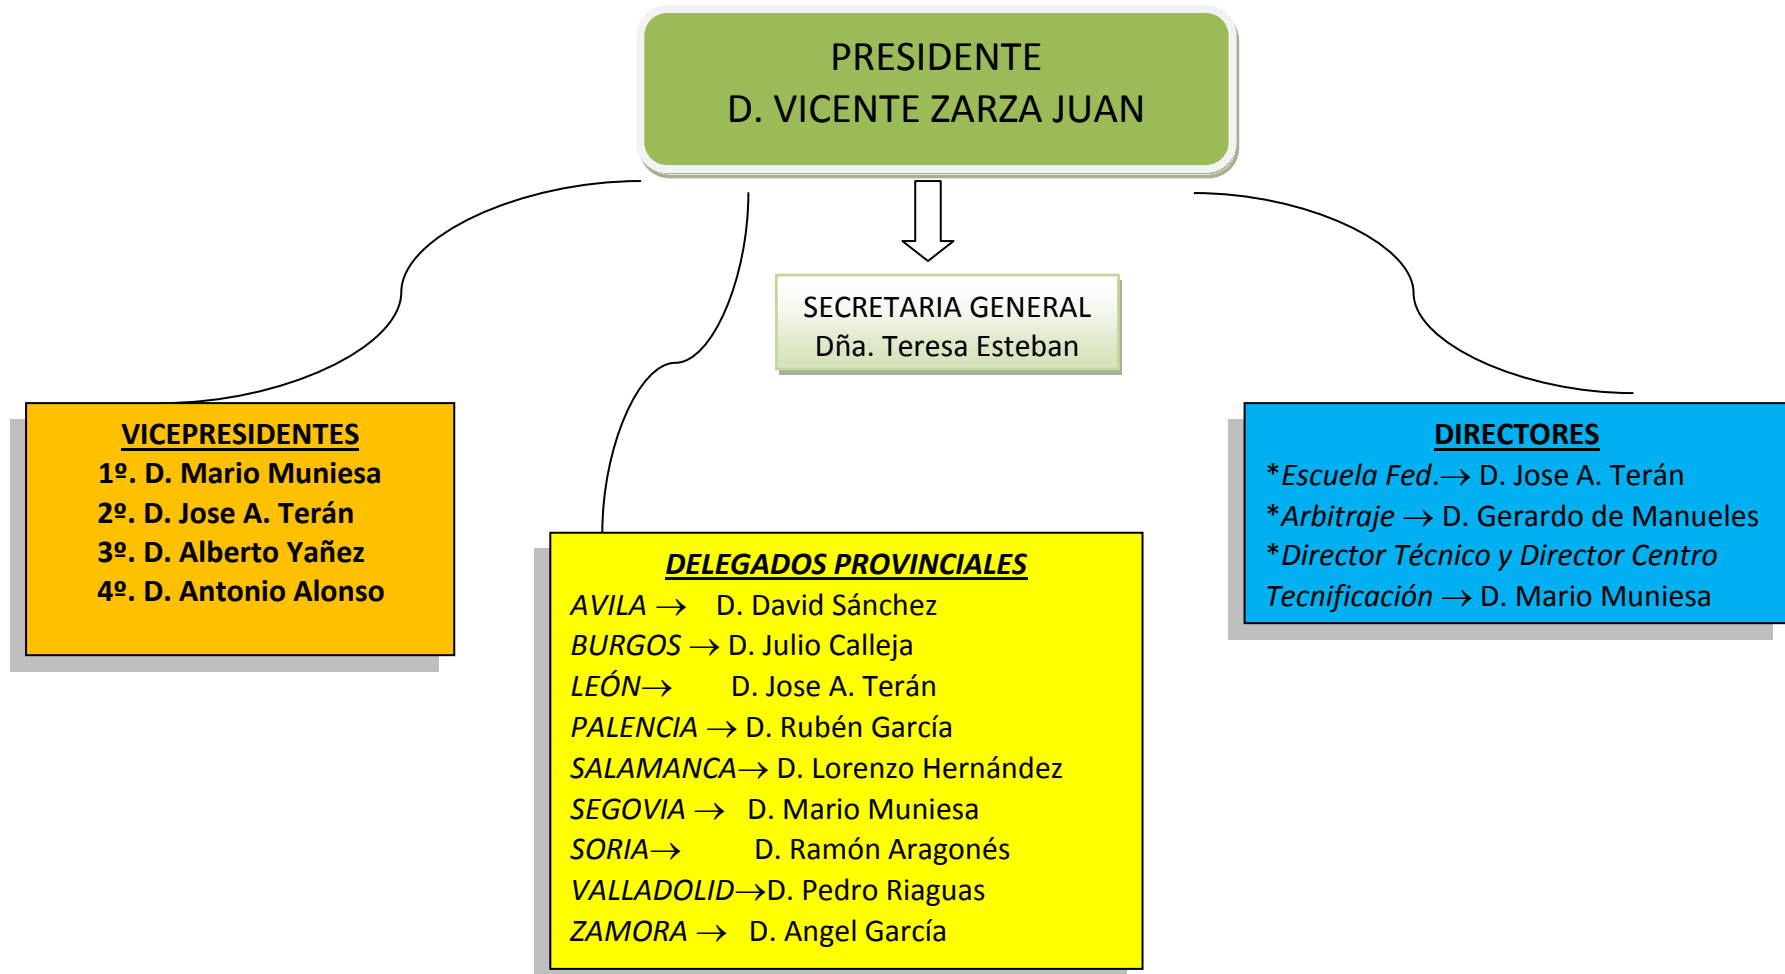 PRESIDENTE
D. VICENTE ZARZA JUAN
SECRETARIA GENERAL
Dña. Teresa Esteban
VICEPRESIDENTES
1º. D. Mario Muniesa
2º. D. Jose A. Terán
3º. D. Alberto Yañez
4º. D. Antonio Alonso
DELEGADOS PROVINCIALES
AVILA → D. David Sánchez
BURGOS → D. Julio Calleja
LEÓN→ D. Jose A. Terán
PALENCIA → D. Rubén García
SALAMANCA→ D. Lorenzo Hernández
SEGOVIA → D. Mario Muniesa
SORIA→ D. Ramón Aragonés
VALLADOLID→D. Pedro Riaguas
ZAMORA → D. Angel García
DIRECTORES
*Escuela Fed.→ D. Jose A. Terán
*Arbitraje → D. Gerardo de Manueles
*Director Técnico y Director Centro
Tecnificación → D. Mario Muniesa